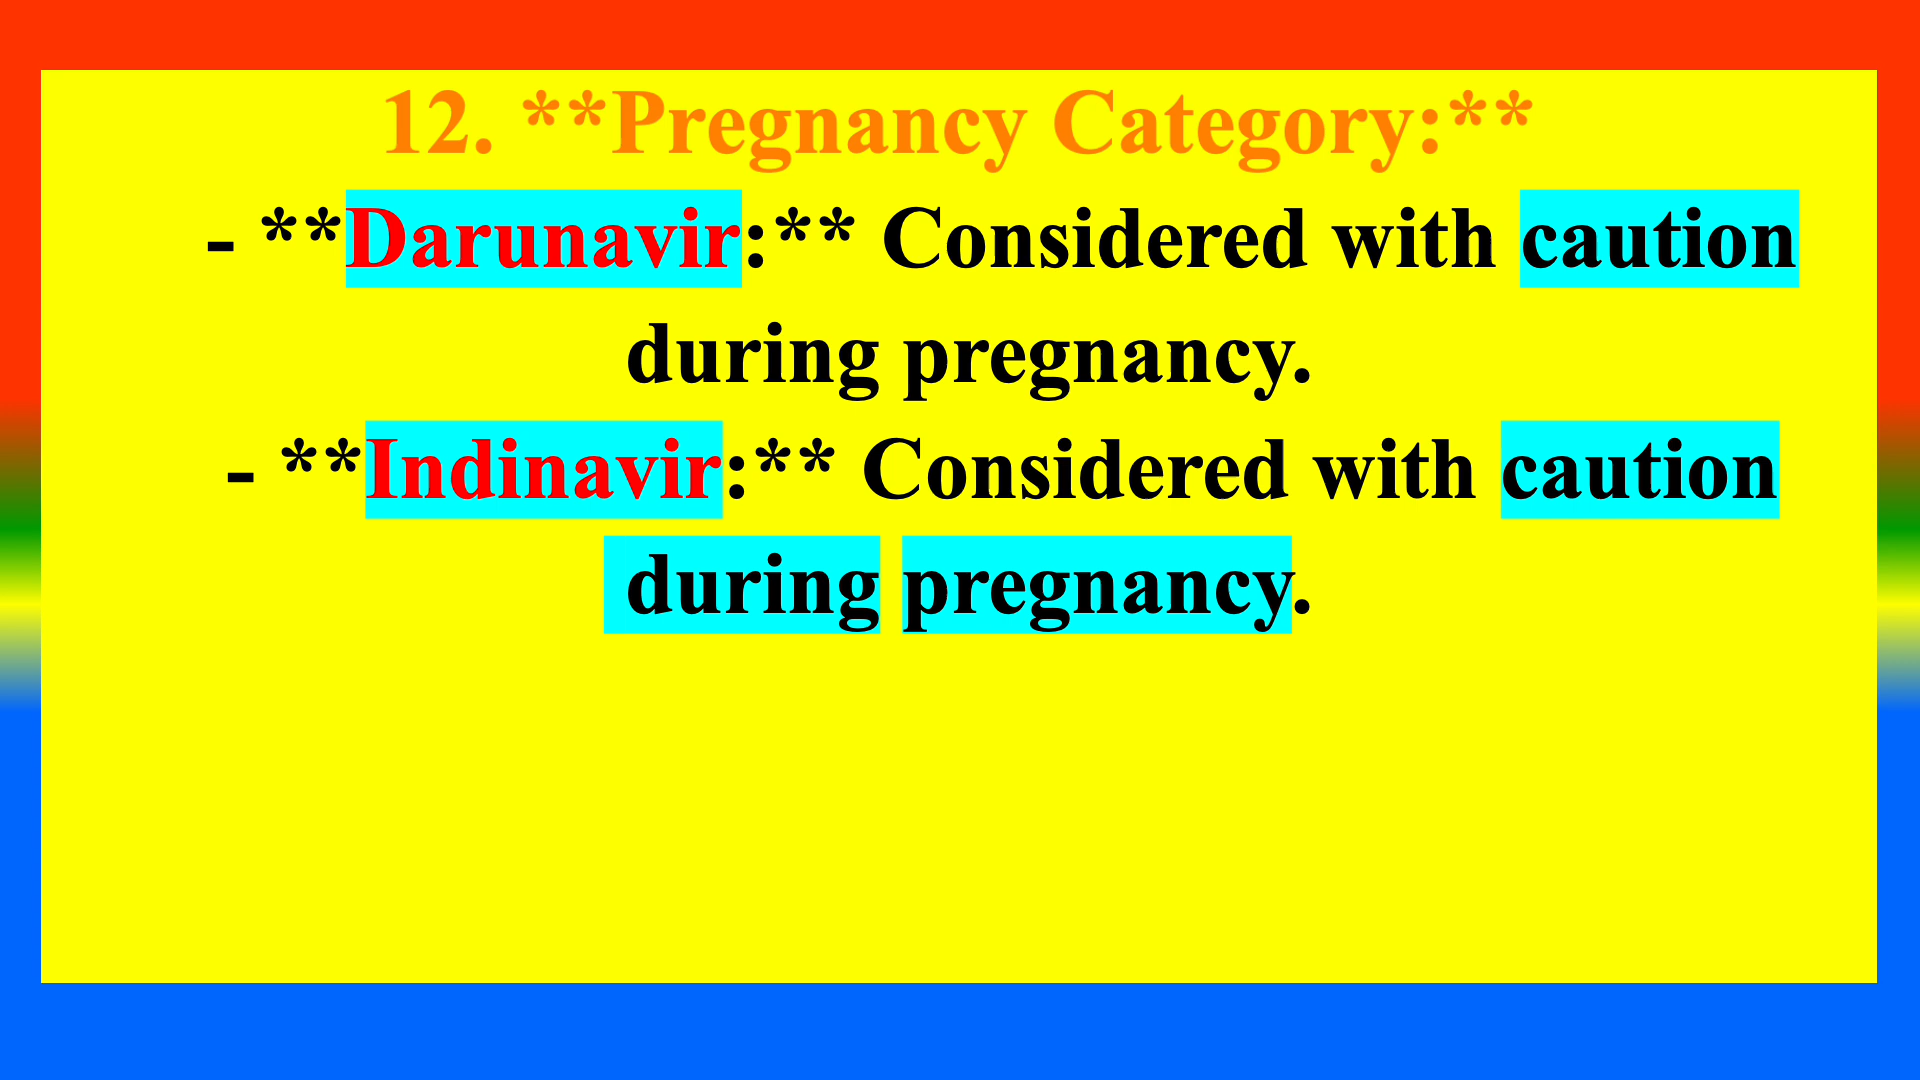 12. **Pregnancy Category:**
- **Darunavir:** Considered with caution
during pregnancy.
- **Indinavir:** Considered with caution
during pregnancy.